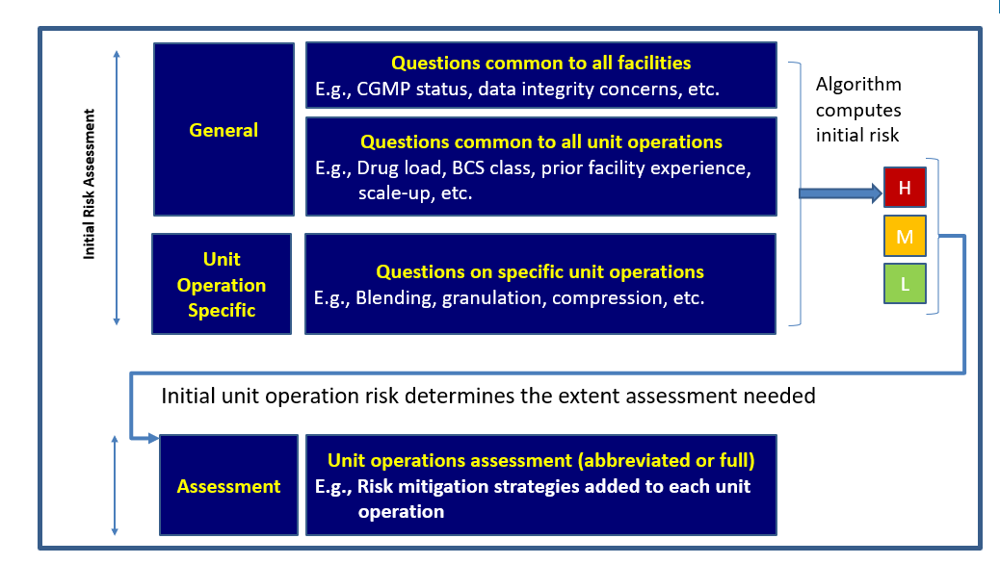 Initial Risk Assessment
General
Questions common to all facilities
E.g., CGMP status, data integrity concerns, etc.
Questions common to all unit operations
E.g., Drug load, BCS class, prior facility experience,
scale-up, etc.
Unit
Operation
Specific
Questions on specific unit operations
E.g., Blending, granulation, compression, etc.
Algorithm
computes
initial risk
H
M
L
Initial unit operation risk determines the extent assessment needed
Assessment
Unit operations assessment (abbreviated or full)
E.g., Risk mitigation strategies added to each unit
operation